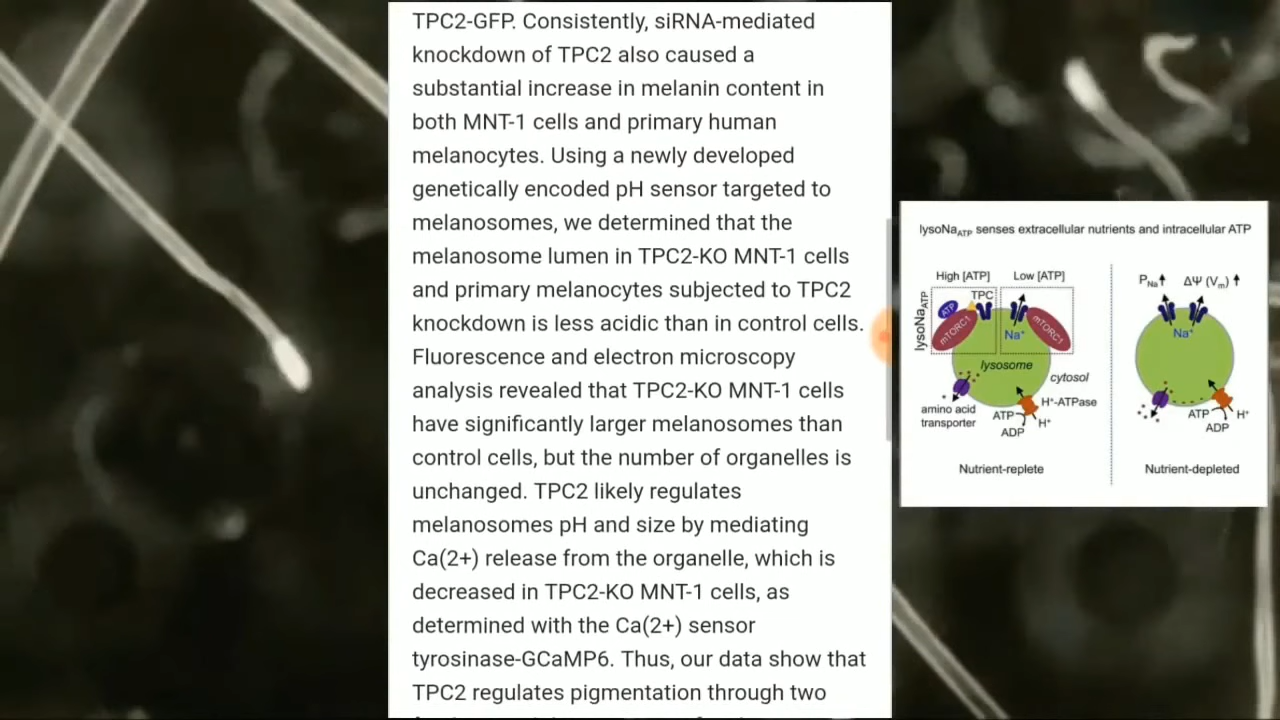 TPC2-GFP. Consistently, siRNA-mediated
knockdown of TPC2 also caused a
substantial increase in melanin content in
both MNT-1 cells and primary human
melanocytes. Using a newly developed
genetically encoded pH sensor targeted to
melanosomes, we determined that the
melanosome lumen in TPC2-KO MNT-1 cells
and primary melanocytes subjected to TPC2
knockdown is less acidic than in control cells.
Fluorescence and electron microscopy
analysis revealed that TPC2-KO MNT-1 cells
have significantly larger melanosomes than
control cells, but the number of organelles is
unchanged. TPC2 likely regulates
melanosomes pH and size by mediating
Ca(2+) release from the organelle, which is
decreased in TPC2-KO MNT-1 cells, as
determined with the Ca(2+) sensor
tyrosinase-GCaMP6. Thus, our data show that
TPC2 regulates pigmentation through two
lysoNaATP senses extracellular nutrients and intracellular ATP
High [ATP]
Low [ATP]
lysoNaATP
ATP
TPC
mTORC1
Na+
mTORC1
lysosome
cytosol
amino acid
transporter
ATP
ADP
H+-ATPase
H+
Nutrient-replete
PNa↑
ΔΨ (Vm) ↑
Na+
ATP
ADP
H+
Nutrient-depleted